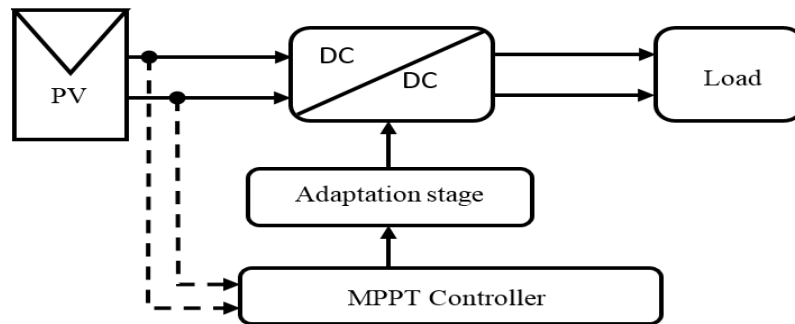 PV
DC
DC
Load
Adaptation stage
MPPT Controller